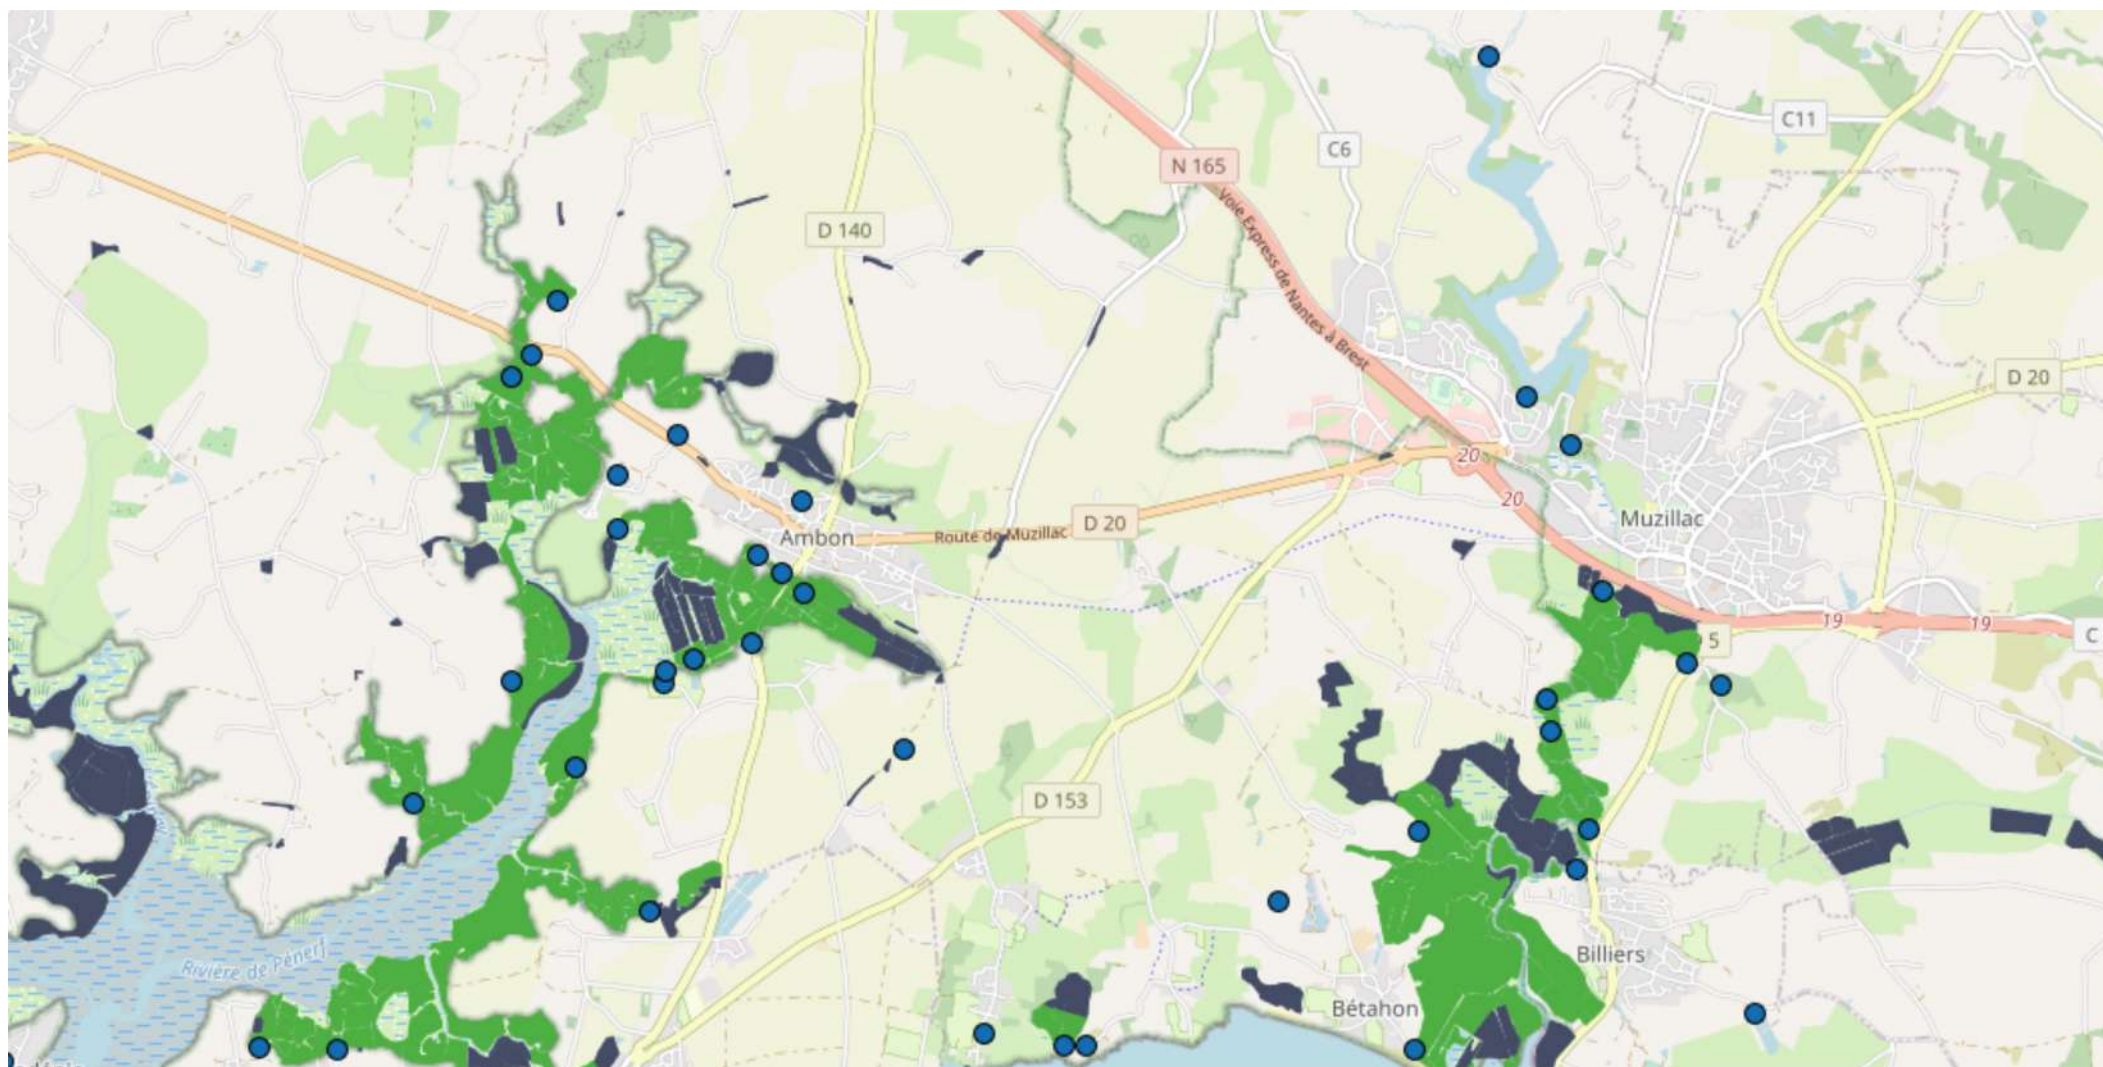 C11
C6
N 165
Voie Express de Nantes à Brest
D 140
D 20
20
20
D 20
Route de Muzillac
Muzillac
Ambon
19
19
5
C
D 153
Rivière de Pénerf
Billiers
Bétahon